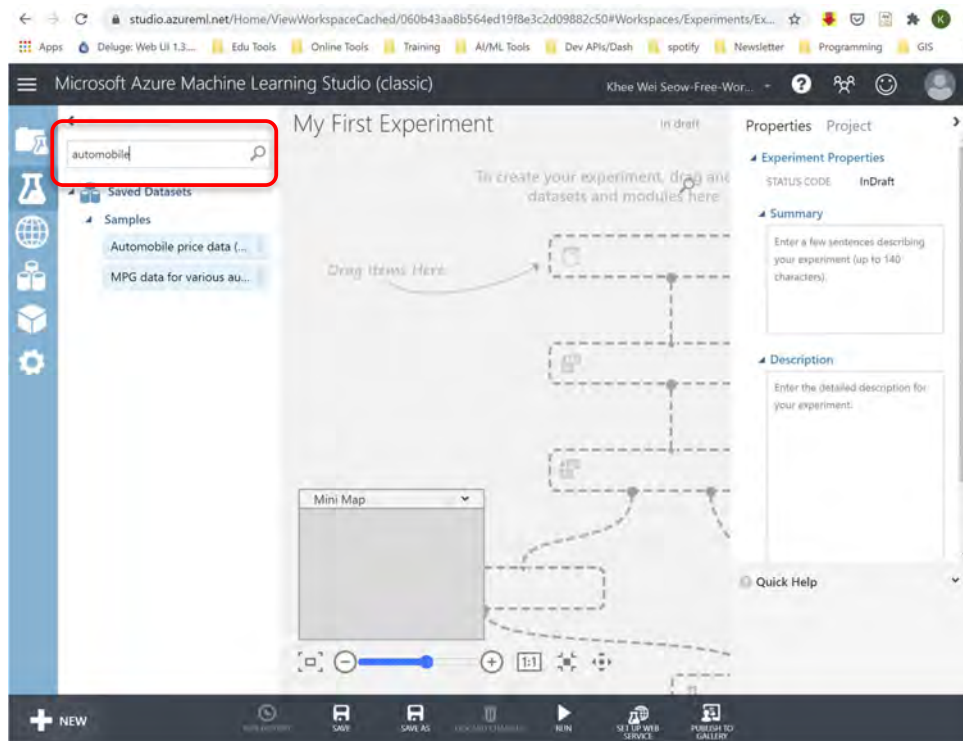 studio.azureml.net/Home/ViewWorkspaceCached/060b43aa8b564ed19f8e3c2d09882c50#Workspaces/Experiments/Ex...
K
Apps Deluge: Web UI 1.3... Edu Tools Online Tools Training AI/ML Tools Dev APIs/Dash spotify Newsletter Programming GIS
Microsoft Azure Machine Learning Studio (classic)
Khee Wei Seow-Free-Wor...
?
automobile
Saved Datasets
Samples
Automobile price data (...
MPG data for various au...
My First Experiment
In draft
To create your experiment, drag and
datasets and modules here
Drag Items Here
Mini Map
1:1
Properties Project
Experiment Properties
STATUS CODE InDraft
Summary
Enter a few sentences describing
your experiment (up to 140
characters).
Description
Enter the detailed description for
your experiment.
Quick Help
NEW
RUN HISTORY
SAVE
SAVE AS
DISCARD CHANGES
RUN
SET UP WEB
SERVICE
PUBLISH TO
GALLERY